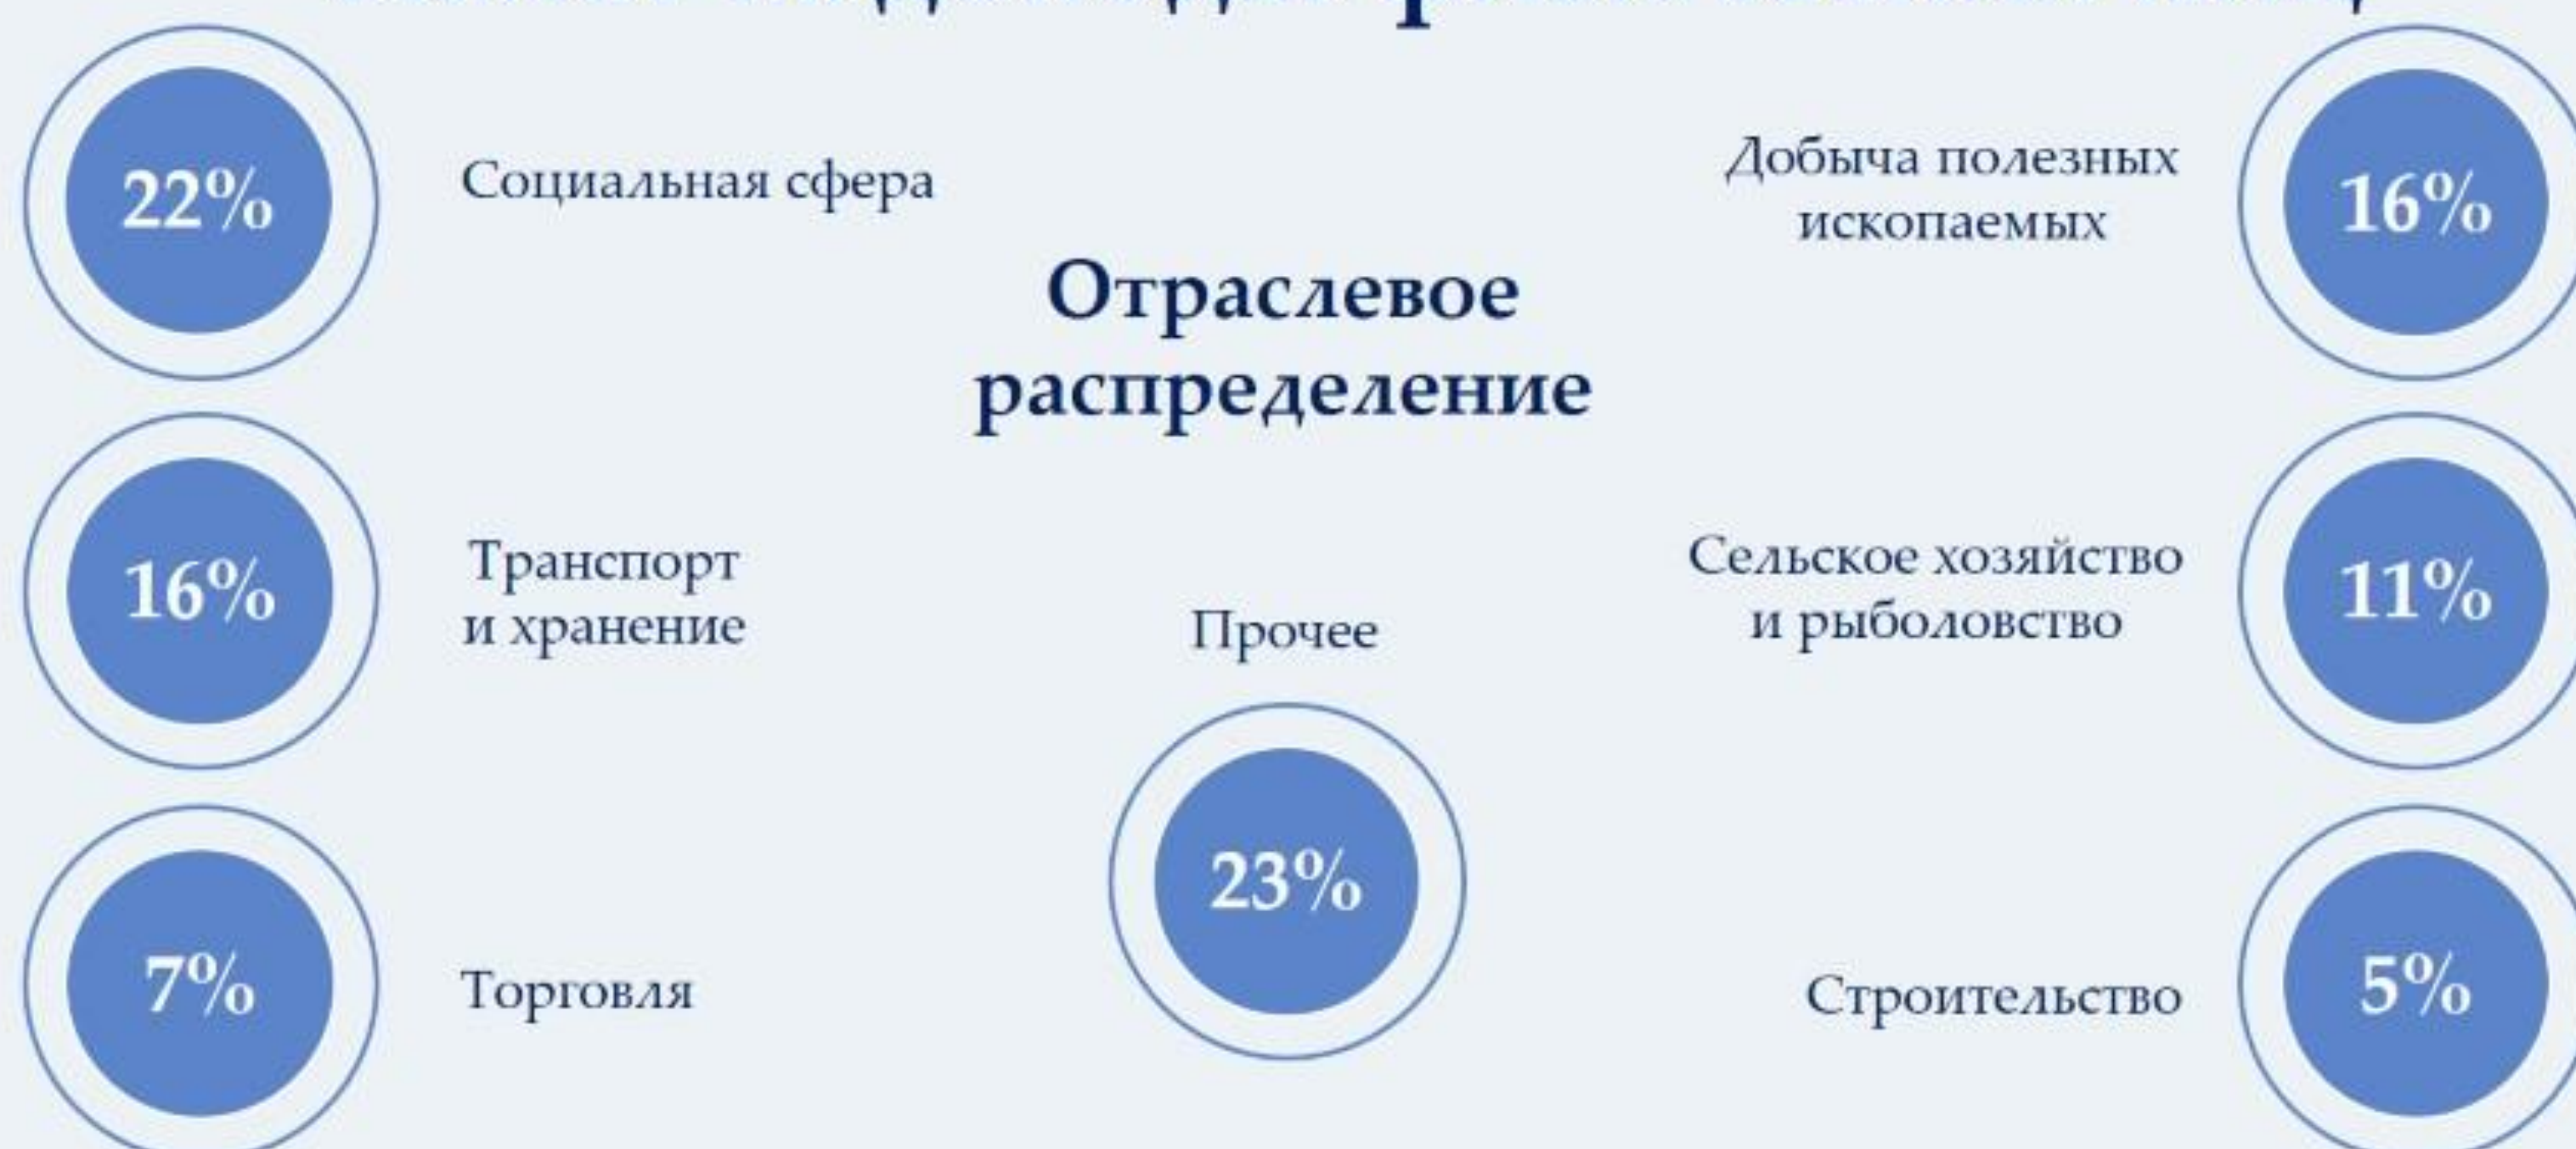 22%
Социальная сфера
Добыча полезных
ископаемых
16%
Отраслевое
распределение
16%
Транспорт
и хранение
Сельское хозяйство
и рыболовство
11%
Прочее
23%
7%
Торговля
Строительство
5%